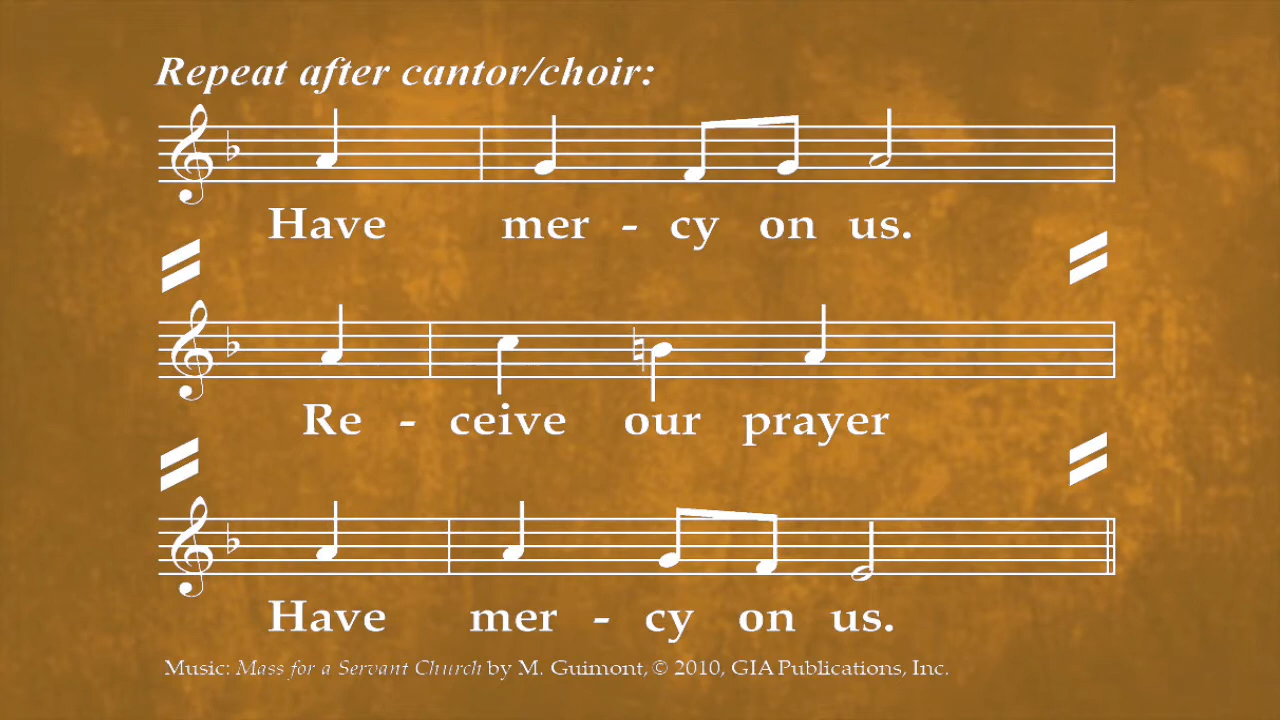 Repeat after cantor/choir:
Have mer - cy on us.
Re - ceive our prayer
Have mer - cy on us.
Music: Mass for a Servant Church by M. Guimont, © 2010, GIA Publications, Inc.